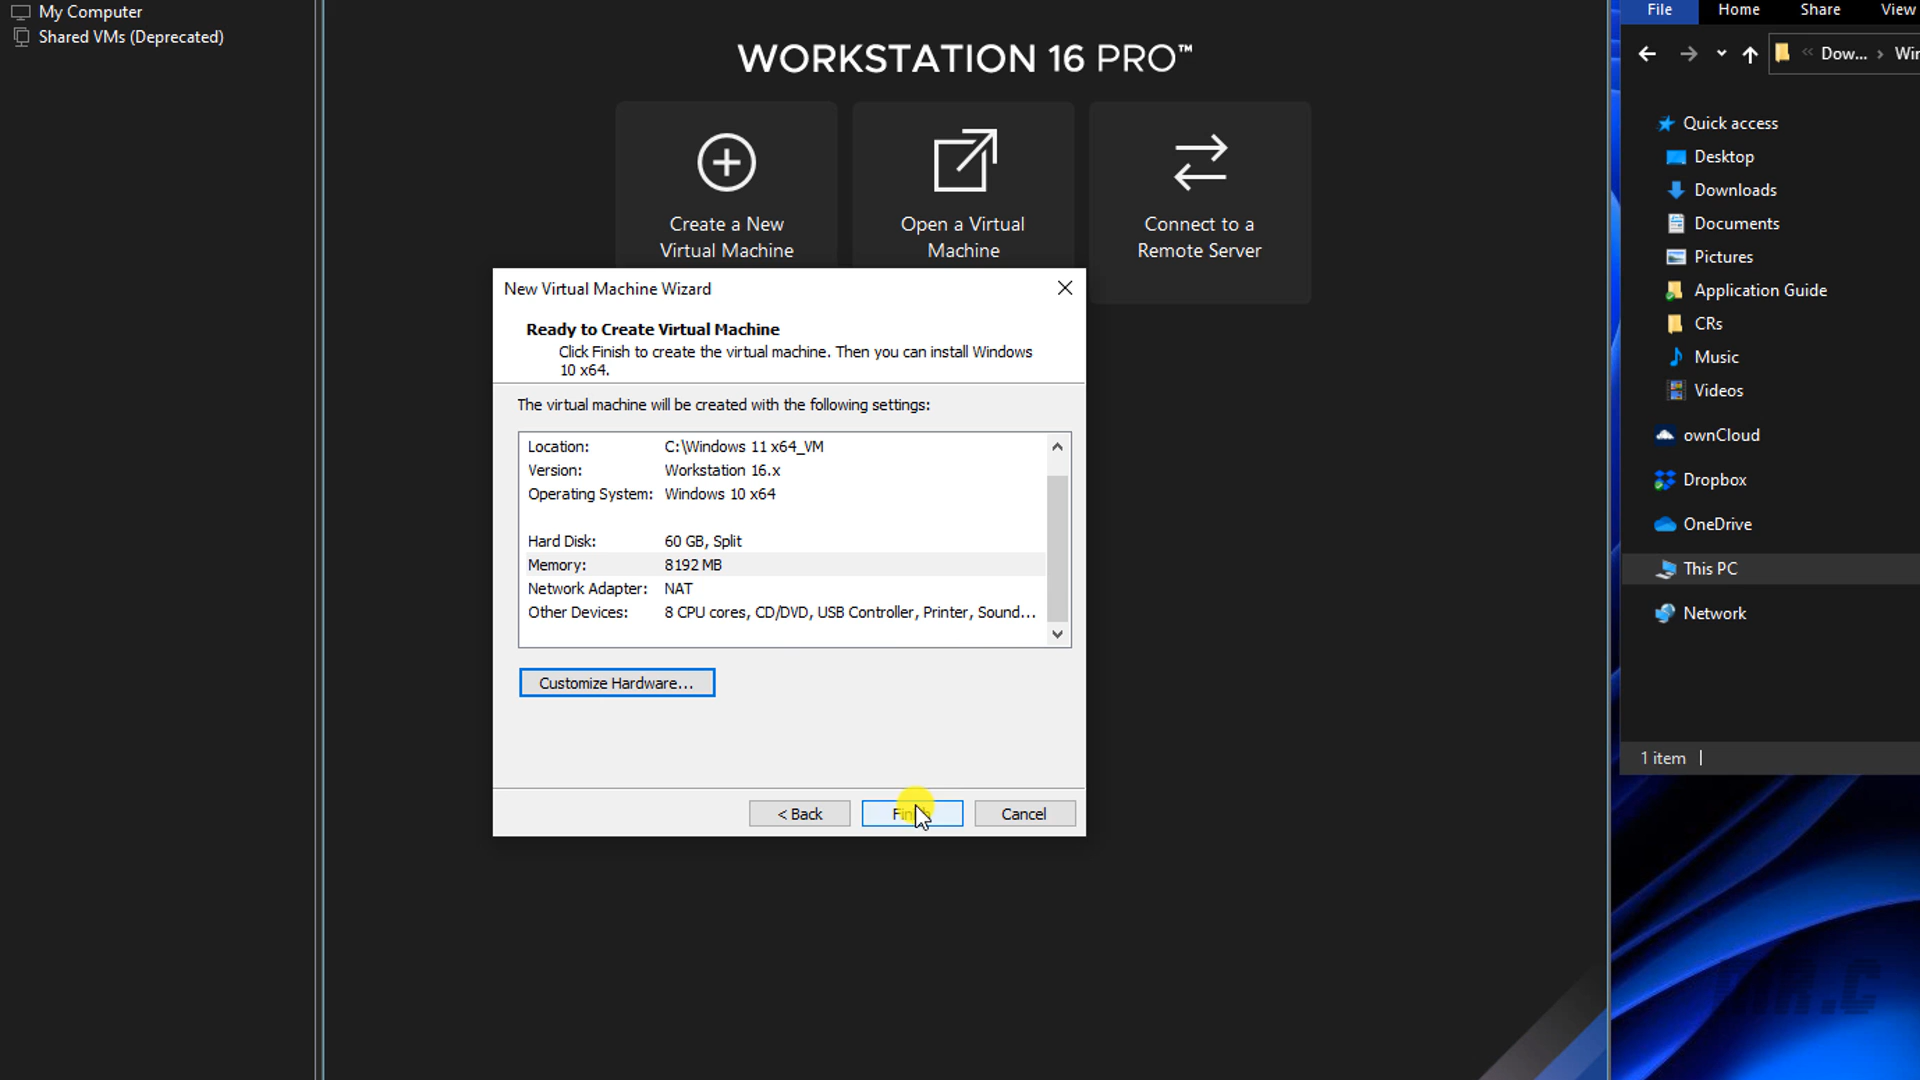 My Computer
Shared VMs (Deprecated)
WORKSTATION 16 PRO™
Create a New
Virtual Machine
Open a Virtual
Machine
Connect to a
Remote Server
New Virtual Machine Wizard
Ready to Create Virtual Machine
Click Finish to create the virtual machine. Then you can install Windows
10 x64.
The virtual machine will be created with the following settings:
Location: C:\Windows 11 x64_VM
Version: Workstation 16.x
Operating System: Windows 10 x64
Hard Disk: 60 GB, Split
Memory: 8192 MB
Network Adapter: NAT
Other Devices: 8 CPU cores, CD/DVD, USB Controller, Printer, Sound...
Customize Hardware...
< Back
Cancel
File Home Share View
« Dow... › Win
Quick access
Desktop
Downloads
Documents
Pictures
Application Guide
CRs
Music
Videos
ownCloud
Dropbox
OneDrive
This PC
Network
1 item